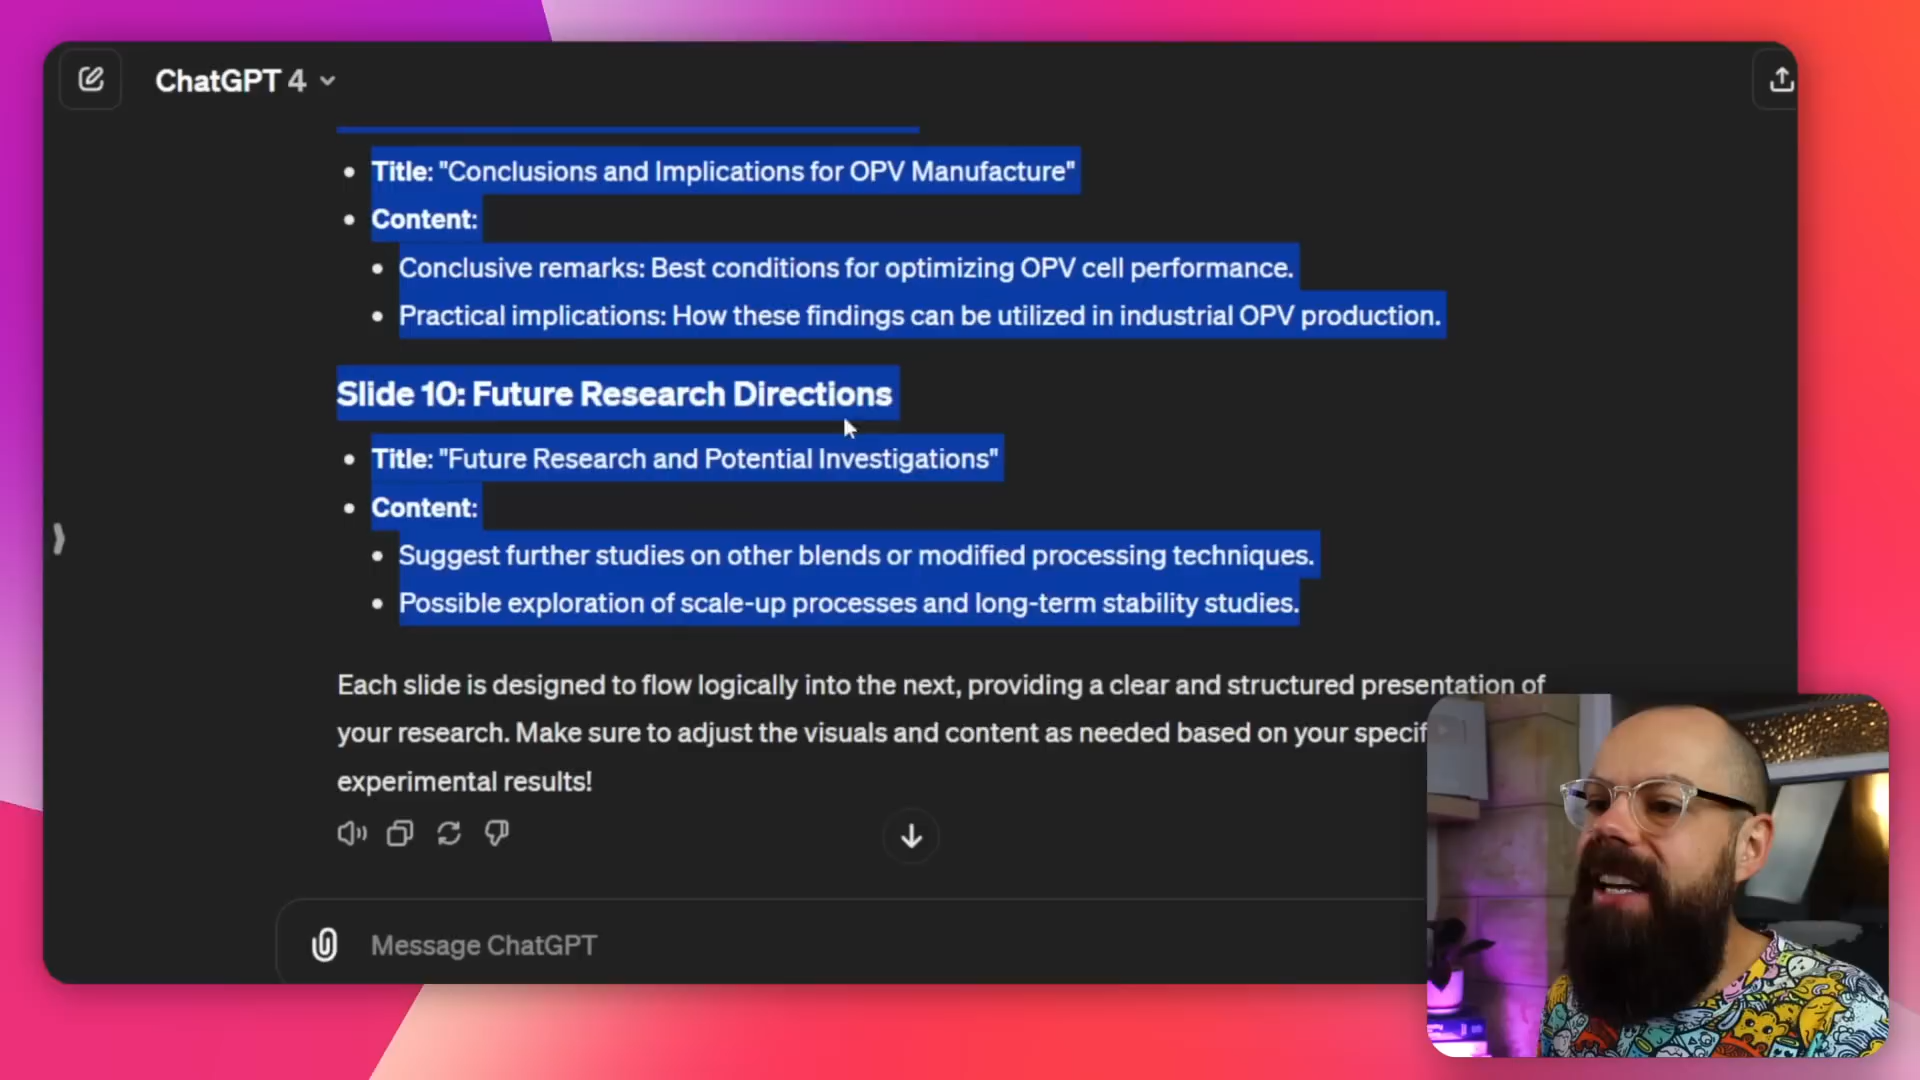 ChatGPT 4
Title: "Conclusions and Implications for OPV Manufacture"
Content:
Conclusive remarks: Best conditions for optimizing OPV cell performance.
Practical implications: How these findings can be utilized in industrial OPV production.
Slide 10: Future Research Directions
Title: "Future Research and Potential Investigations"
Content:
Suggest further studies on other blends or modified processing techniques.
Possible exploration of scale-up processes and long-term stability studies.
Each slide is designed to flow logically into the next, providing a clear and structured presentation of
your research. Make sure to adjust the visuals and content as needed based on your specif
experimental results!
Message ChatGPT